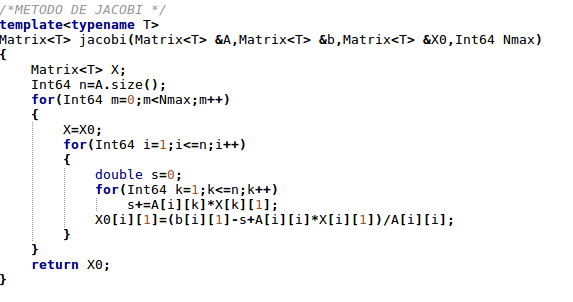 /*METODO DE JACOBI */
template<typename T>
Matrix<T> jacobi(Matrix<T> &A,Matrix<T> &b,Matrix<T> &X0,Int64 Nmax)
{
    Matrix<T> X;
    Int64 n=A.size();
    for(Int64 m=0;m<Nmax;m++)
    {
        X=X0;
        for(Int64 i=1;i<=n;i++)
        {
            double s=0;
            for(Int64 k=1;k<=n;k++)
                s+=A[i][k]*X[k][1];
            X0[i][1]=(b[i][1]-s+A[i][i]*X[i][1])/A[i][i];
        }
    }
    return X0;
}